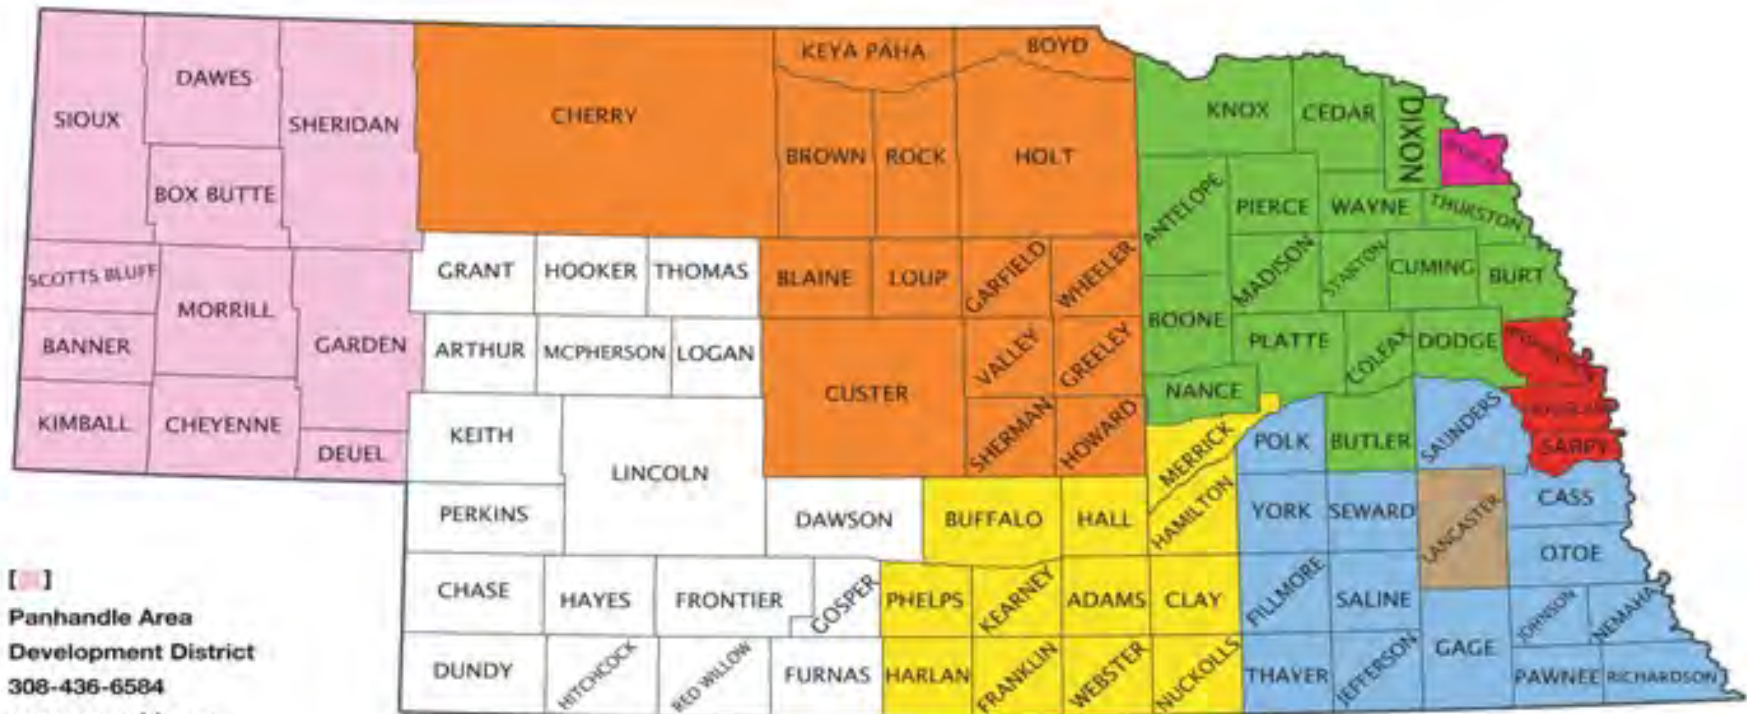 KEYA PAHA
BOYD
DAWES
SIOUX
SHERIDAN
CHERRY
KNOX
CEDAR
DIXON
BROWN
ROCK
HOLT
BOX BUTTE
ANTELOPE
PIERCE
WAYNE
THURSTON
SCOTTS BLUFF
MORRILL
GRANT
HOOKER
THOMAS
BLAINE
LOUP
GARFIELD
WHEELER
MADISON
STANTON
CUMING
BURT
BANNER
GARDEN
ARTHUR
MCPHERSON
LOGAN
CUSTER
VALLEY
GREELEY
BOONE
PLATTE
COLFAX
DODGE
NANCE
KIMBALL
CHEYENNE
DEUEL
KEITH
LINCOLN
SHERMAN
HOWARD
MERRICK
POLK
BUTLER
SAUNDERS
SARPY
PERKINS
DAWSON
BUFFALO
HALL
HAMILTON
YORK
SEWARD
LANCASTER
CASS
OTOE
CHASE
HAYES
FRONTIER
GOSPER
PHELPS
KEARNEY
ADAMS
CLAY
FILLMORE
SALINE
GAGE
JOHNSON
NEMAHA
DUNDY
HITCHCOCK
RED WILLOW
FURNAS
HARLAN
FRANKLIN
WEBSTER
NUCKOLLS
THAYER
JEFFERSON
PAWNEE
RICHARDSON
Panhandle Area
Development District
308-436-6584